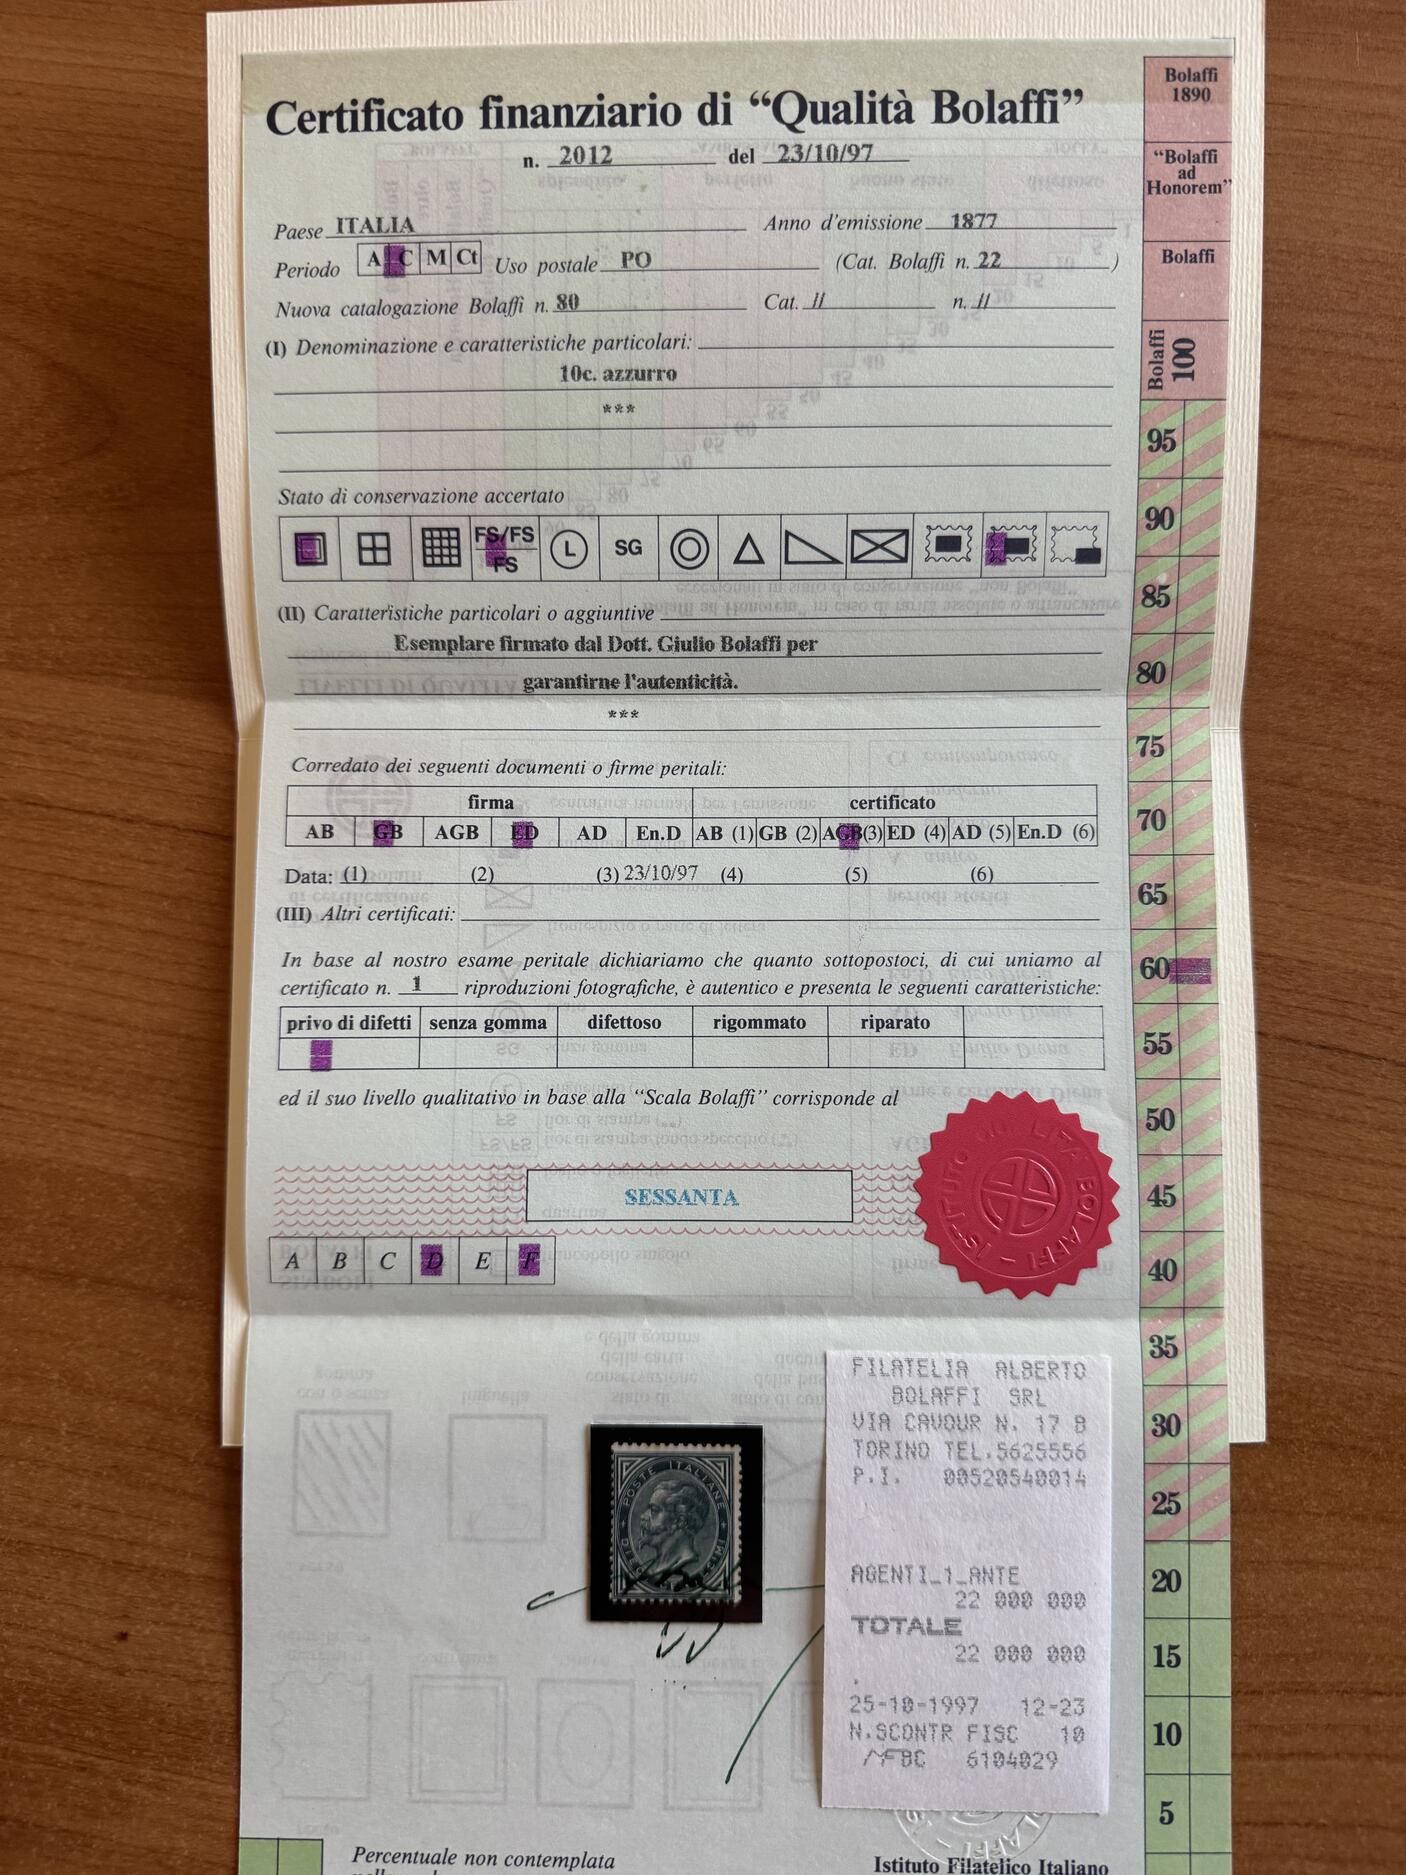 Certificato finanziario di “Qualità Bolaffi”
n. 2012 del 23/10/97
Paese ITALIA Anno d'emissione 1877
Periodo A C M Ct Uso postale PO (Cat. Bolaffi n. 22 )
Nuova catalogazione Bolaffi n. 80 Cat. // n. //
(I) Denominazione e caratteristiche particolari:
10c. azzurro
***
Stato di conservazione accertato
FS/FS
FS
L
SG
(II) Caratteristiche particolari o aggiuntive
Esemplare firmato dal Dott. Giulio Bolaffi per
garantirne l'autenticità.
***
Corredato dei seguenti documenti o firme peritali:
firma certificato
AB GB AGB ED AD En.D AB (1) GB (2) AGB (3) ED (4) AD (5) En.D (6)
Data: (1) (2) (3) 23/10/97 (4) (5) (6)
(III) Altri certificati:
In base al nostro esame peritale dichiariamo che quanto sottopostoci, di cui uniamo al
certificato n. 1 riproduzioni fotografiche, è autentico e presenta le seguenti caratteristiche:
privo di difetti senza gomma difettoso rigommato riparato
ed il suo livello qualitativo in base alla “Scala Bolaffi” corrisponde al
SESSANTA
A B C D E F
ISTITUTO QUALITÀ BOLAFFI
POSTE ITALIANE
FILATELIA ALBERTO
BOLAFFI SRL
VIA CAVOUR N. 17 B
TORINO TEL.5625556
P.I. 00520540014
AGENTI_1_ANTE
22 000 000
TOTALE
22 000 000
25-10-1997 12-23
N.SCONTR FISC 10
6104029
Percentuale non contemplata
Istituto Filatelico Italiano
Bolaffi
1890
“Bolaffi
ad
Honorem”
Bolaffi
Bolaffi
100
95
90
85
80
75
70
65
60
55
50
45
40
35
30
25
20
15
10
5